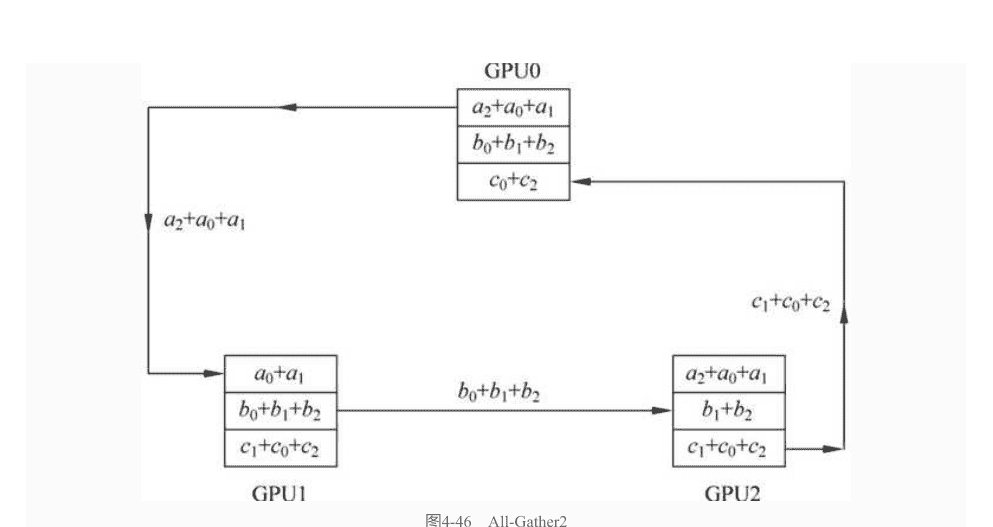 GPU0
a₂+a₀+a₁
b₀+b₁+b₂
c₀+c₂
a₂+a₀+a₁
c₁+c₀+c₂
a₀+a₁
b₀+b₁+b₂
c₁+c₀+c₂
GPU1
b₀+b₁+b₂
a₂+a₀+a₁
b₁+b₂
c₁+c₀+c₂
GPU2
图4-46 All-Gather2